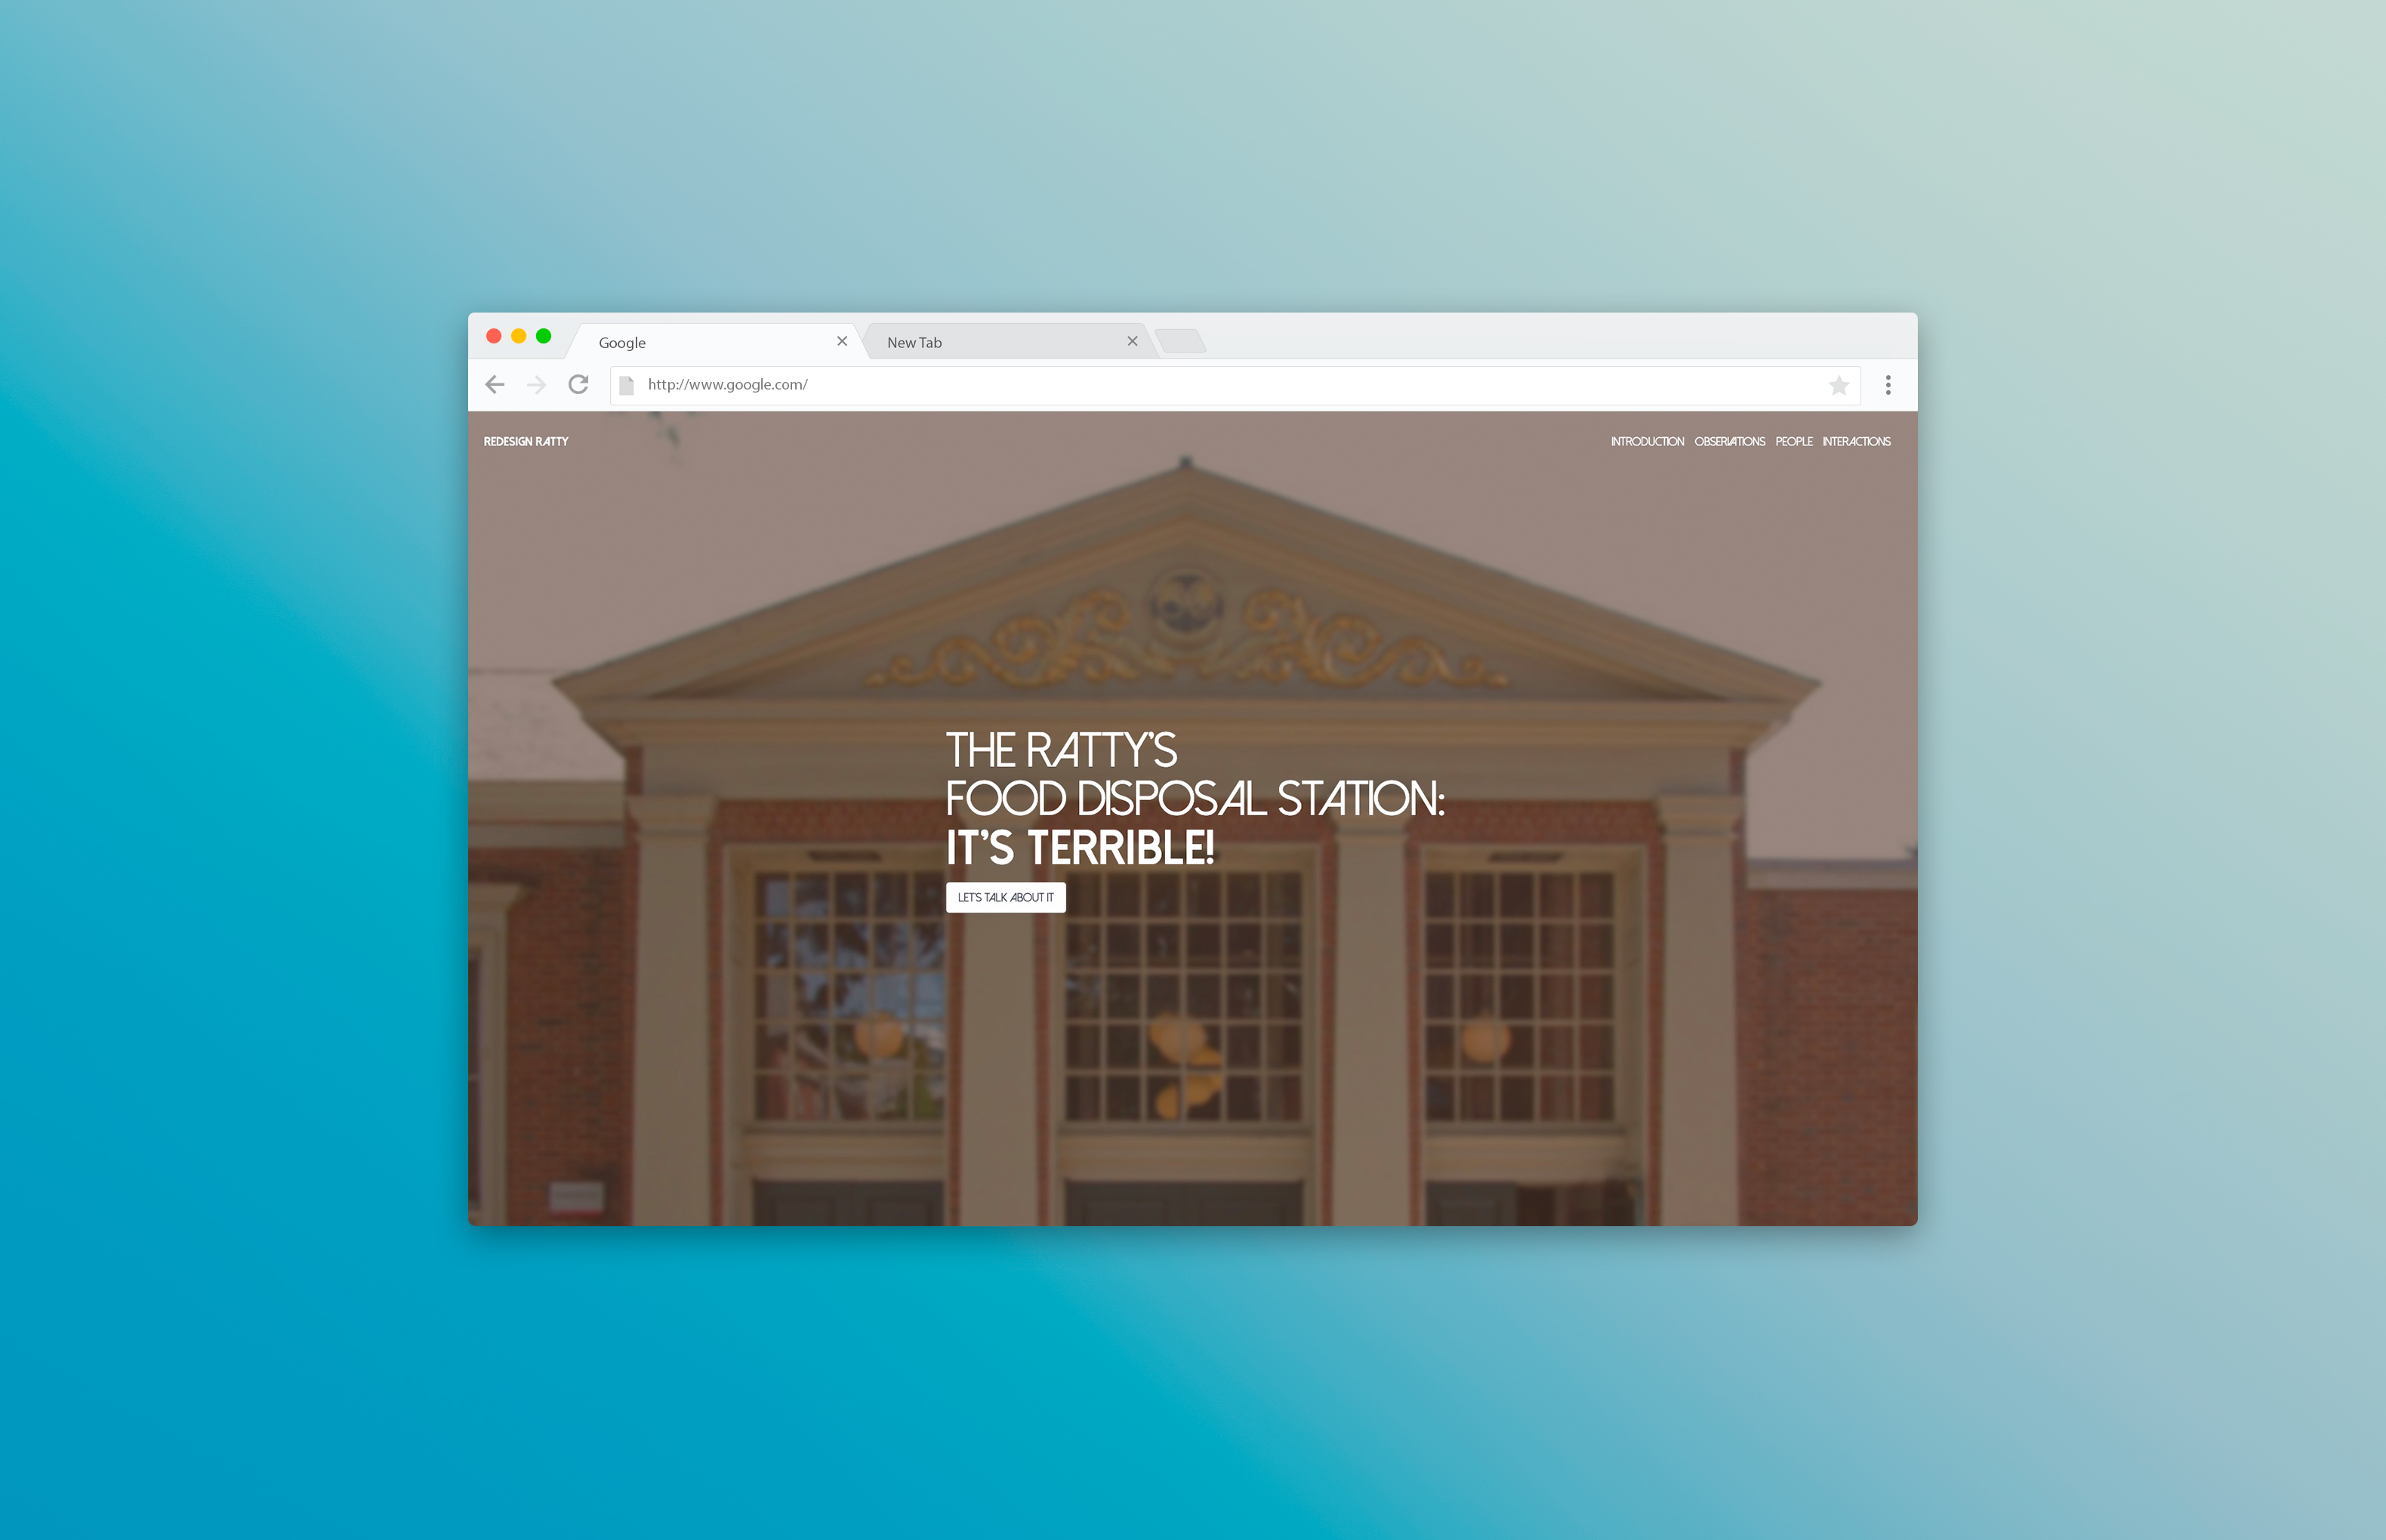 Google
New Tab
http://www.google.com/
REDESIGN RATTY
INTRODUCTION OBSERVATIONS PEOPLE INTERACTIONS
THE RATTY'S
FOOD DISPOSAL STATION:
IT'S TERRIBLE!
LET'S TALK ABOUT IT